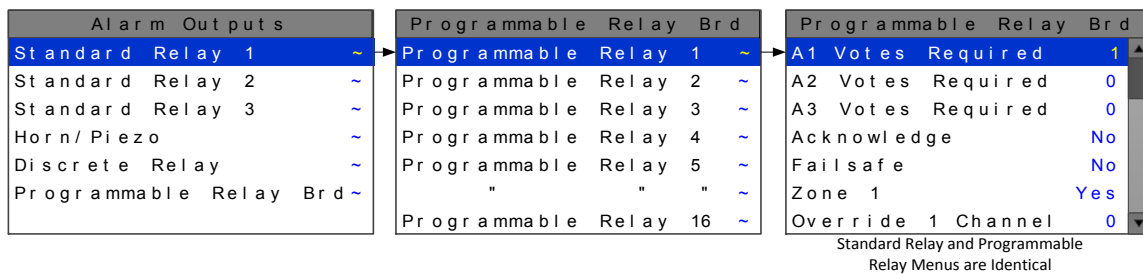 Alarm Outputs
Standard Relay 1 ~
Standard Relay 2 ~
Standard Relay 3 ~
Horn/Piezo ~
Discrete Relay ~
Programmable Relay Brd ~
Programmable Relay Brd
Programmable Relay 1 ~
Programmable Relay 2 ~
Programmable Relay 3 ~
Programmable Relay 4 ~
Programmable Relay 5 ~
" " " ~
Programmable Relay 16 ~
Programmable Relay Brd
A1 Votes Required 1
A2 Votes Required 0
A3 Votes Required 0
Acknowledge No
Failsafe No
Zone 1 Yes
Override 1 Channel 0
Standard Relay and Programmable
Relay Menus are Identical